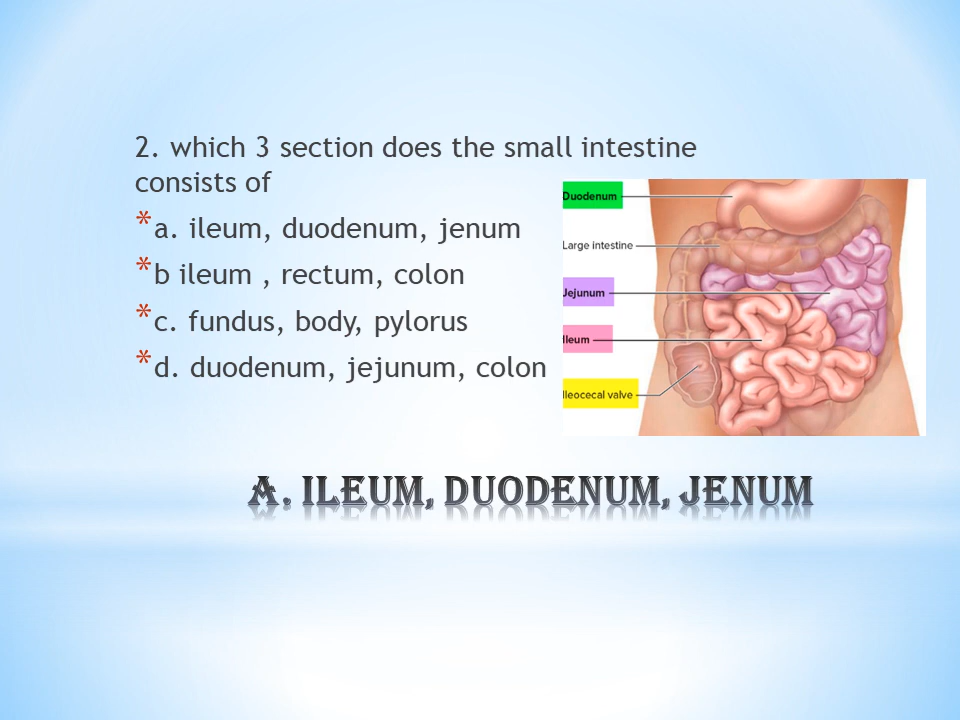 2. which 3 section does the small intestine
consists of
*a. ileum, duodenum, jenum
*b ileum , rectum, colon
*c. fundus, body, pylorus
*d. duodenum, jejunum, colon
Duodenum
Large intestine
Jejunum
Ileum
Ileocecal valve
A. ILEUM, DUODENUM, JENUM